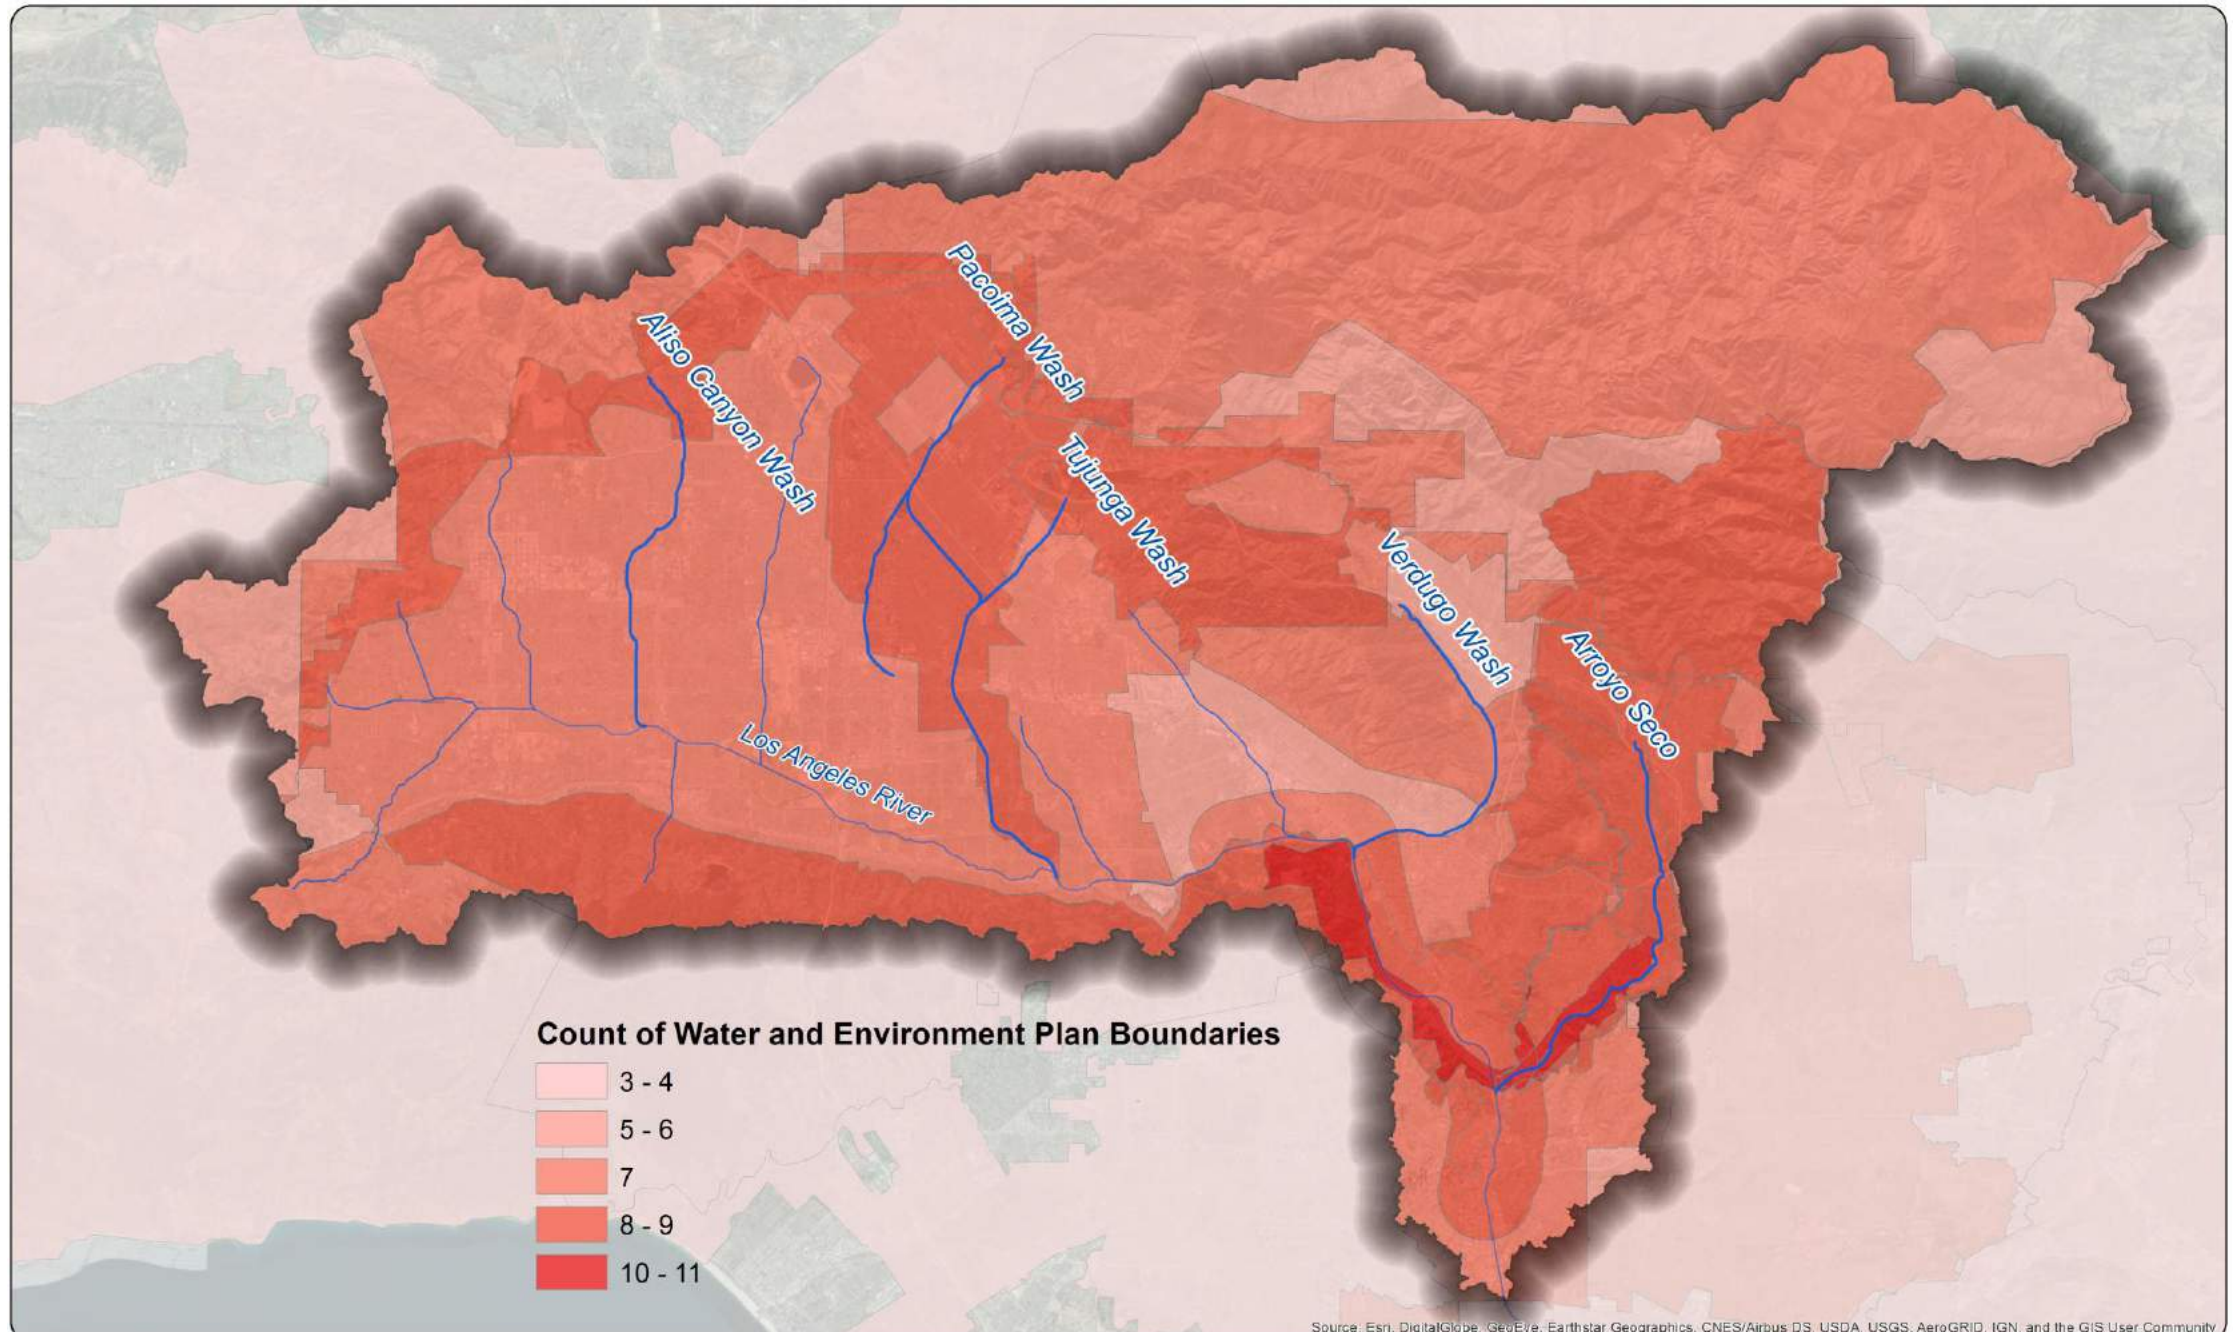 Pacoima Wash
Aliso Canyon Wash
Tujunga Wash
Verdugo Wash
Arroyo Seco
Los Angeles River
Count of Water and Environment Plan Boundaries
3 - 4
5 - 6
7
8 - 9
10 - 11
Source: Esri, DigitalGlobe, GeoEye, Earthstar Geographics, CNES/Airbus DS, USDA, USGS, AeroGRID, IGN, and the GIS User Community